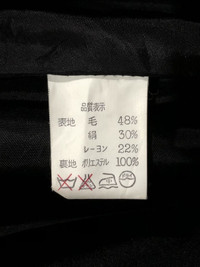 品質表示
表地 毛 48%
絹 30%
レーヨン 22%
裏地 ポリエステル 100%